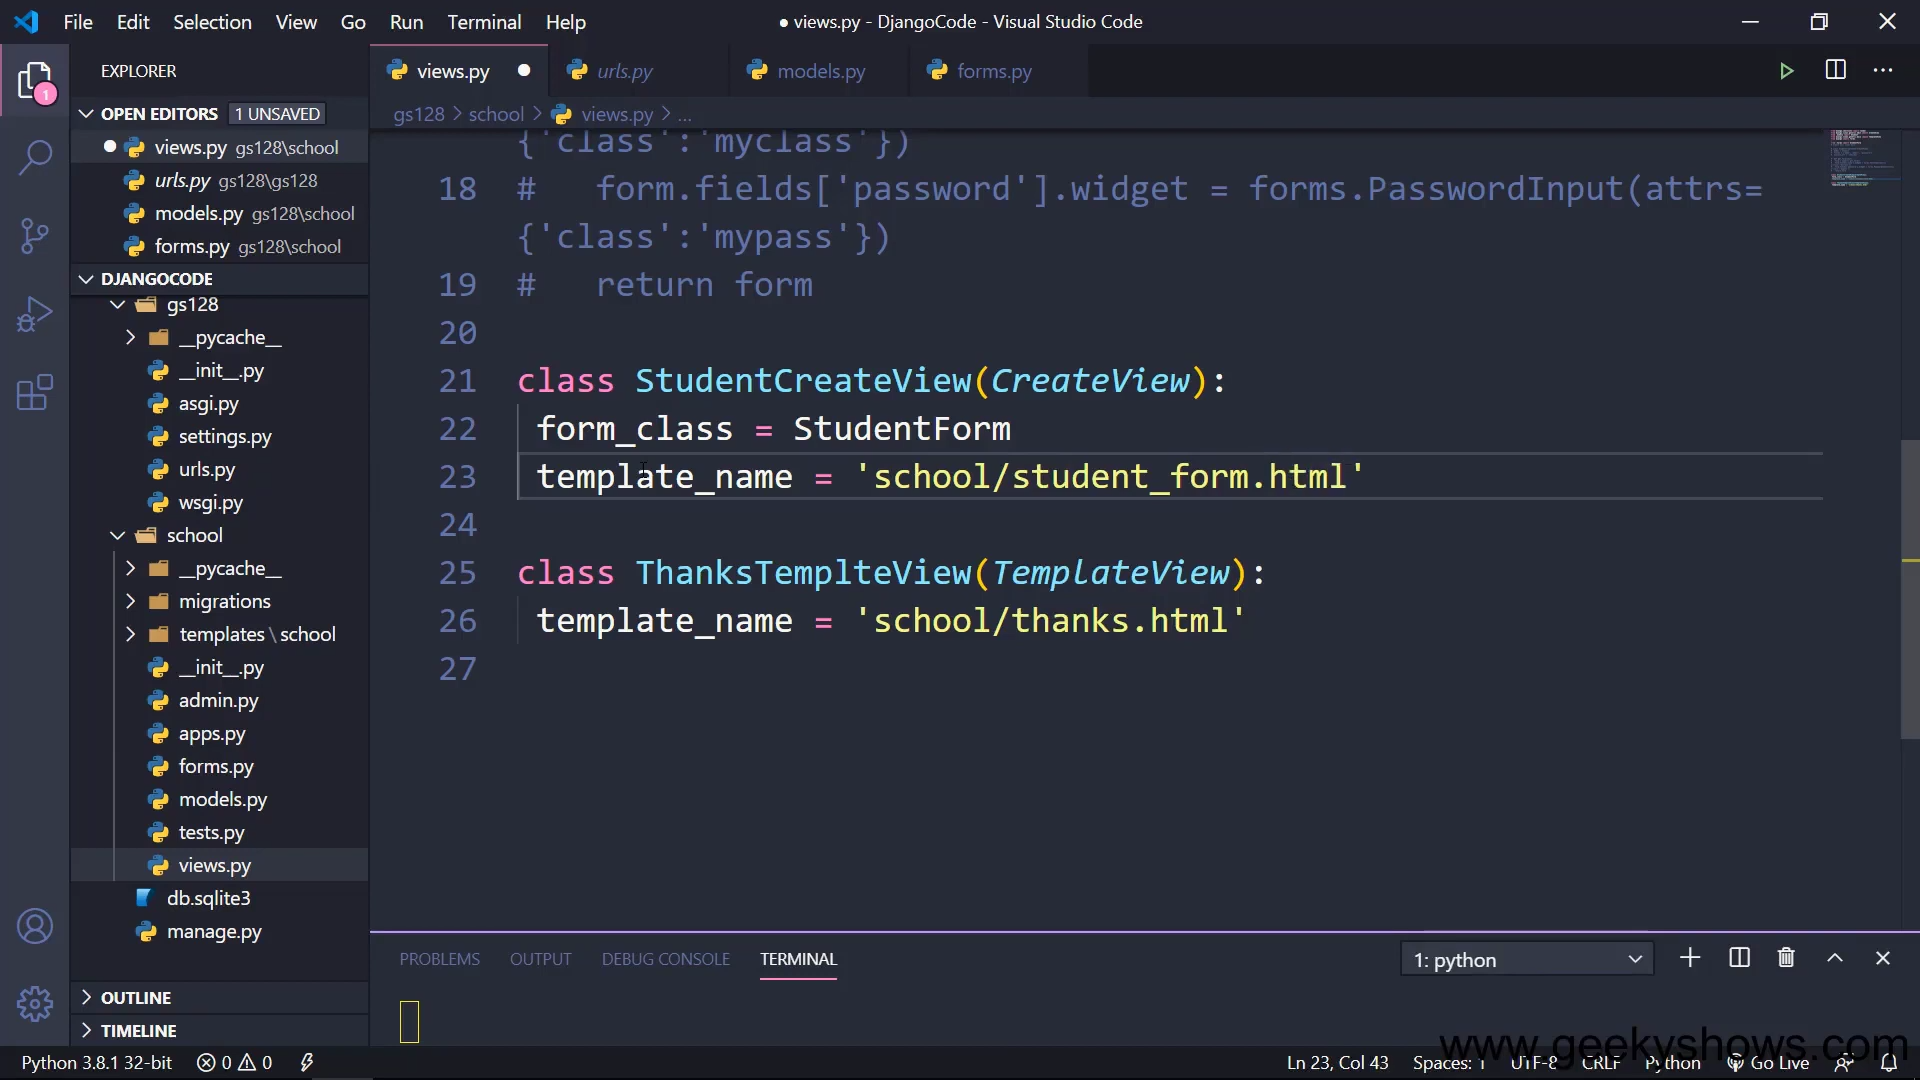 File Edit Selection View Go Run Terminal Help
● views.py - DjangoCode - Visual Studio Code
1
EXPLORER
OPEN EDITORS 1 UNSAVED
views.py gs128\school
urls.py gs128\gs128
models.py gs128\school
forms.py gs128\school
DJANGOCODE
gs128
__pycache__
__init__.py
asgi.py
settings.py
urls.py
wsgi.py
school
__pycache__
migrations
templates\school
__init__.py
admin.py
apps.py
forms.py
models.py
tests.py
views.py
db.sqlite3
manage.py
OUTLINE
TIMELINE
views.py urls.py models.py forms.py
gs128 > school > views.py > ...
{'class':'myclass'})
18 #   form.fields['password'].widget = forms.PasswordInput(attrs=
{'class':'mypass'})
19 #   return form
20
21 class StudentCreateView(CreateView):
22  form_class = StudentForm
23  template_name = 'school/student_form.html'
24
25 class ThanksTemplteView(TemplateView):
26  template_name = 'school/thanks.html'
27
PROBLEMS OUTPUT DEBUG CONSOLE TERMINAL
1: python
www.geekyshows.com
Python 3.8.1 32-bit 0 0
Ln 23, Col 43 Spaces: 1 UTF-8 CRLF Python Go Live